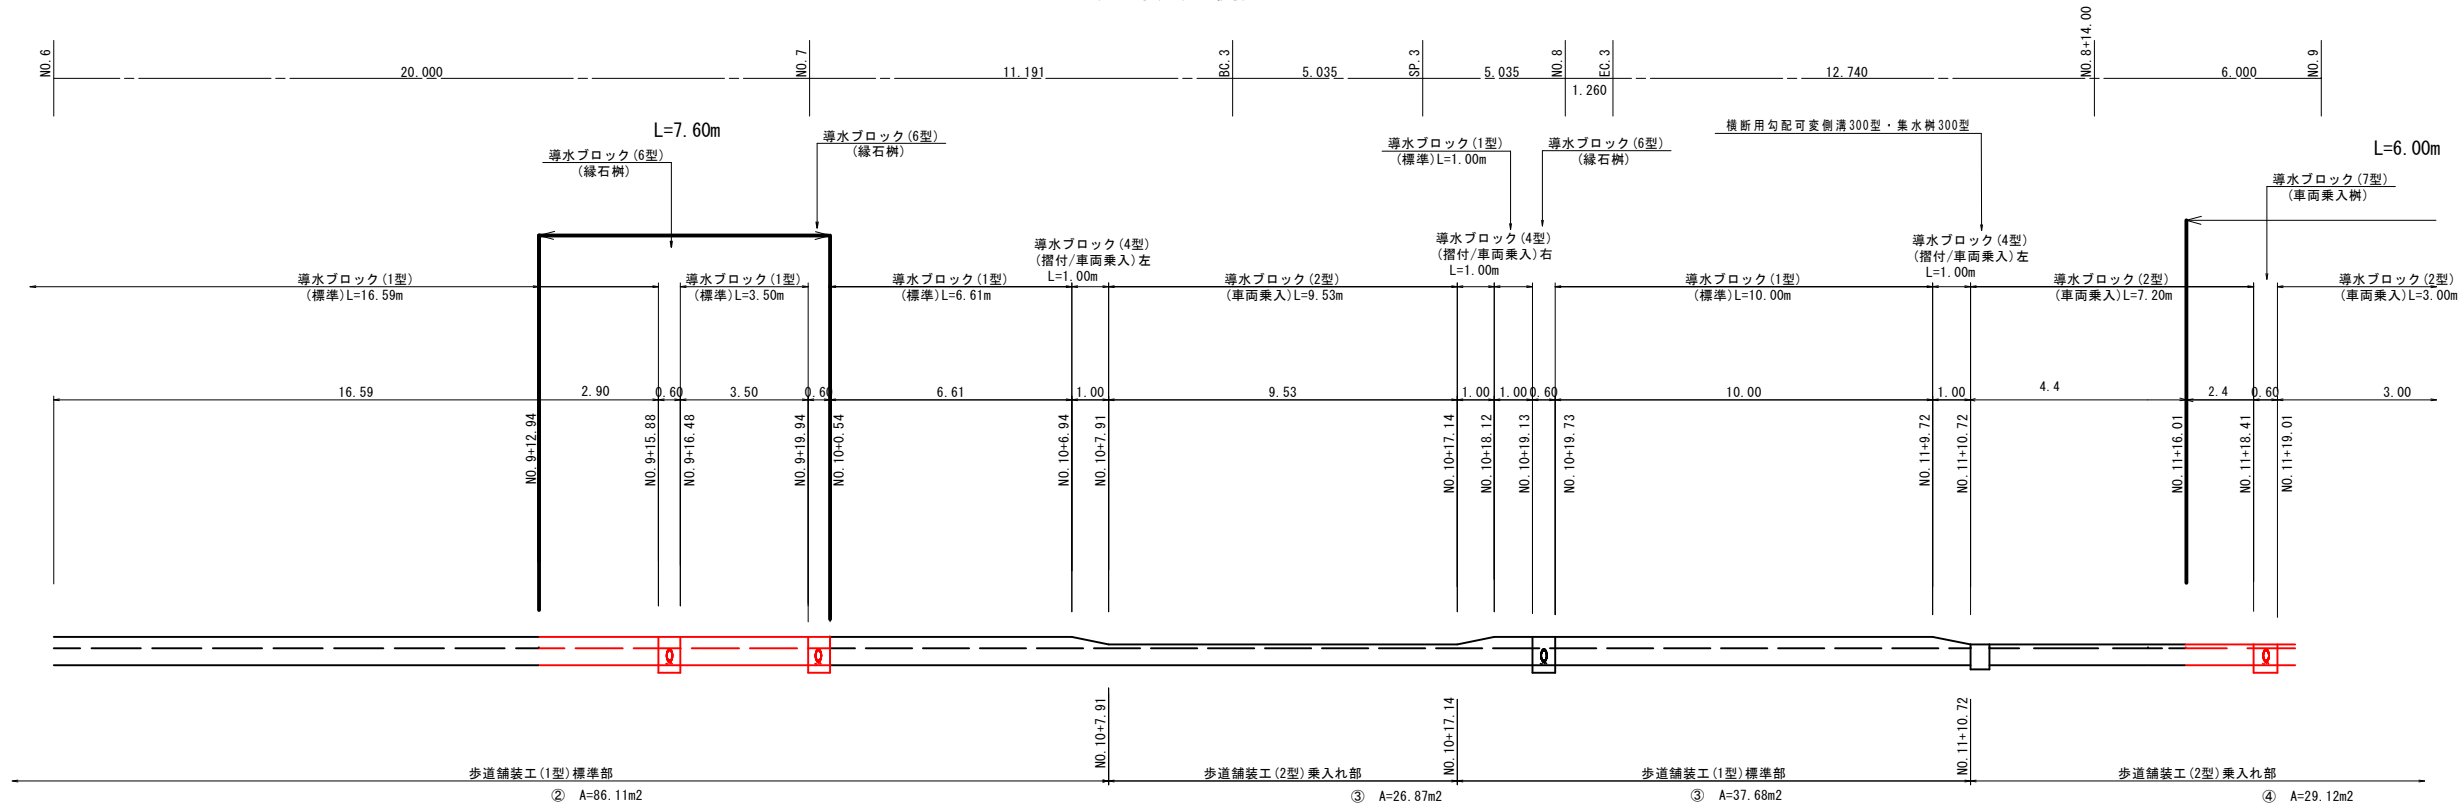 NO.6
20.000
NO.7
11.191
BC.3
5.035
SP.3
5.035
NO.8
1.260
EC.3
12.740
NO.8+14.00
6.000
NO.9
L=7.60m
導水ブロック(6型)
(縁石桝)
導水ブロック(6型)
(縁石桝)
導水ブロック(1型)
(標準)L=1.00m
導水ブロック(6型)
(縁石桝)
横断用勾配可変側溝300型・集水桝300型
L=6.00m
導水ブロック(7型)
(車両乗入桝)
導水ブロック(1型)
(標準)L=16.59m
導水ブロック(1型)
(標準)L=3.50m
導水ブロック(1型)
(標準)L=6.61m
導水ブロック(4型)
(摺付/車両乗入)左
L=1.00m
導水ブロック(2型)
(車両乗入)L=9.53m
導水ブロック(4型)
(摺付/車両乗入)右
L=1.00m
導水ブロック(1型)
(標準)L=10.00m
導水ブロック(4型)
(摺付/車両乗入)左
L=1.00m
導水ブロック(2型)
(車両乗入)L=7.20m
導水ブロック(2型)
(車両乗入)L=3.00m
16.59
2.90
0.60
3.50
0.60
6.61
1.00
9.53
1.00
1.00
0.60
10.00
1.00
4.4
2.4
0.60
3.00
NO.9+12.94
NO.9+15.88
NO.9+16.48
NO.9+19.94
NO.10+0.54
NO.10+6.94
NO.10+7.91
NO.10+17.14
NO.10+18.12
NO.10+19.13
NO.10+19.73
NO.11+9.72
NO.11+10.72
NO.11+16.01
NO.11+18.41
NO.11+19.01
NO.10+7.91
NO.10+17.14
NO.11+10.72
歩道舗装工(1型)標準部
② A=86.11m2
歩道舗装工(2型)乗入れ部
③ A=26.87m2
歩道舗装工(1型)標準部
③ A=37.68m2
歩道舗装工(2型)乗入れ部
④ A=29.12m2